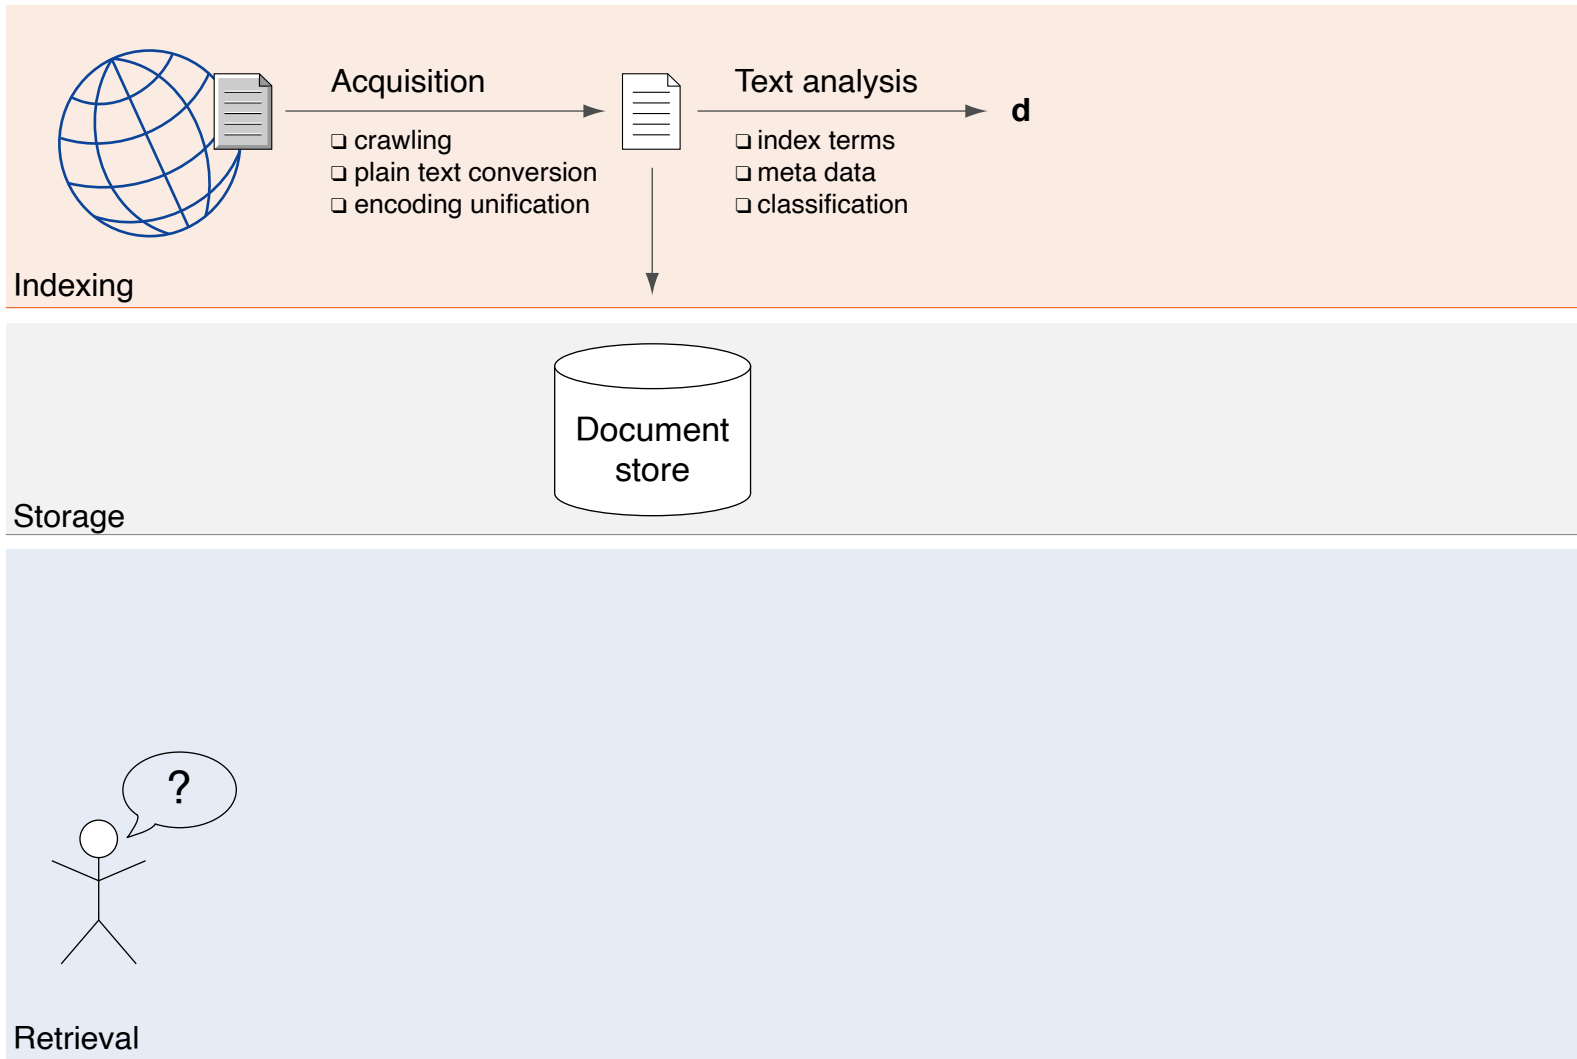 Acquisition
❏ crawling
❏ plain text conversion
❏ encoding unification
Text analysis
❏ index terms
❏ meta data
❏ classification
d
Indexing
Document
store
Storage
?
Retrieval